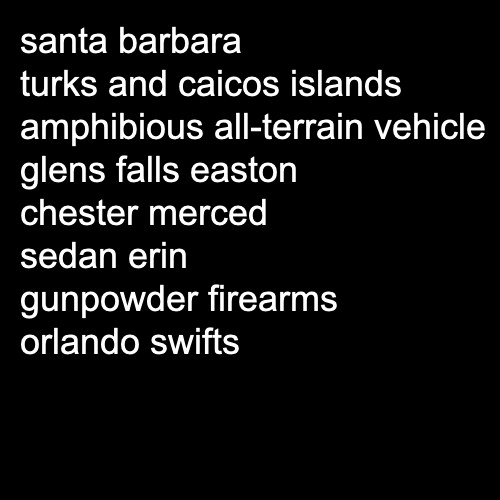 santa barbara
turks and caicos islands
amphibious all-terrain vehicle
glens falls easton
chester merced
sedan erin
gunpowder firearms
orlando swifts